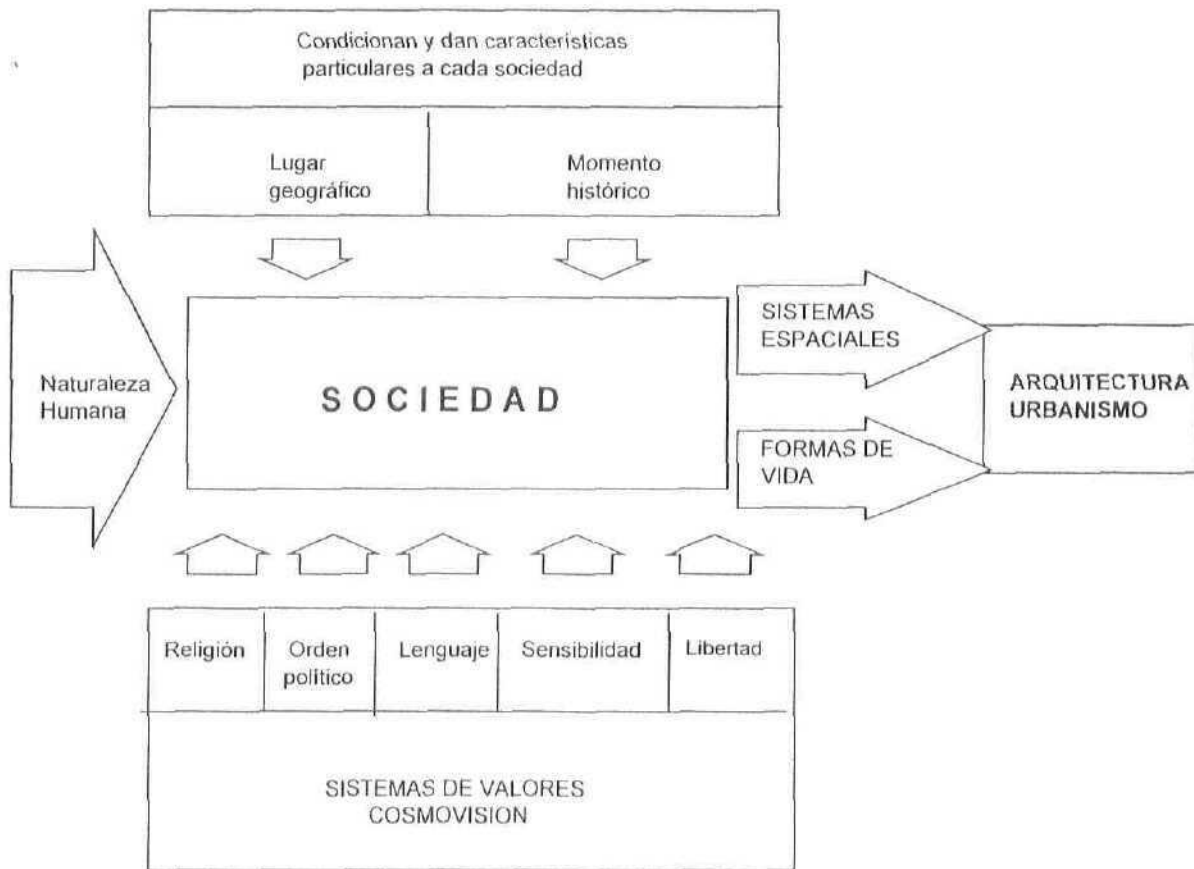 Condicionan y dan características
particulares a cada sociedad
Lugar
geográfico
Momento
histórico
Naturaleza
Humana
SOCIEDAD
SISTEMAS
ESPACIALES
FORMAS DE
VIDA
ARQUITECTURA
URBANISMO
Religión
Orden
político
Lenguaje
Sensibilidad
Libertad
SISTEMAS DE VALORES
COSMOVISION